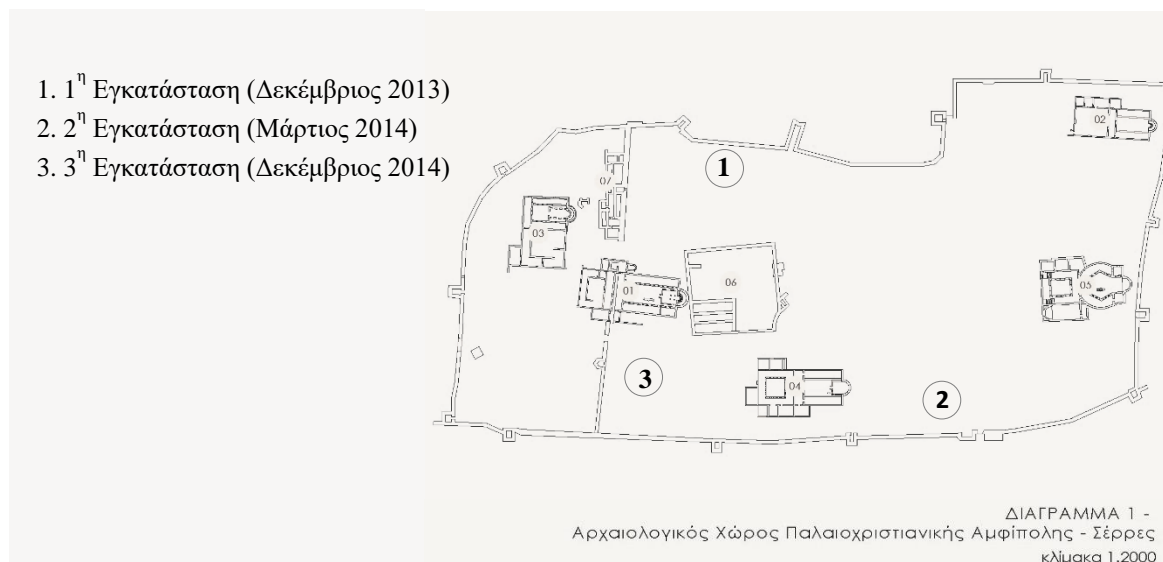 1. 1η Εγκατάσταση (Δεκέμβριος 2013)
2. 2η Εγκατάσταση (Μάρτιος 2014)
3. 3η Εγκατάσταση (Δεκέμβριος 2014)
02
1
07
03
05
06
01
3
04
2
ΔΙΑΓΡΑΜΜΑ 1 -
Αρχαιολογικός Χώρος Παλαιοχριστιανικής Αμφίπολης - Σέρρες
κλίμακα 1.2000